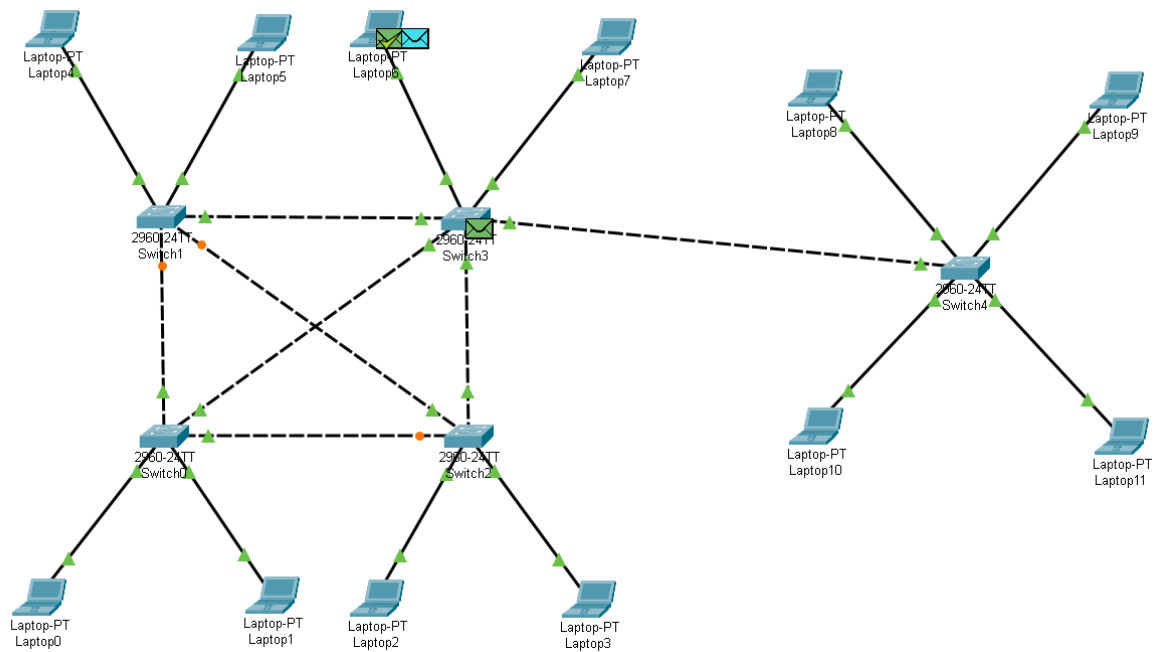 Laptop-PT
Laptop4
Laptop-PT
Laptop5
Laptop-PT
Laptop6
Laptop-PT
Laptop7
Laptop-PT
Laptop8
Laptop-PT
Laptop9
2960-24TT
Switch1
2960-24TT
Switch3
2960-24TT
Switch4
2960-24TT
Switch0
2960-24TT
Switch2
Laptop-PT
Laptop10
Laptop-PT
Laptop11
Laptop-PT
Laptop0
Laptop-PT
Laptop1
Laptop-PT
Laptop2
Laptop-PT
Laptop3